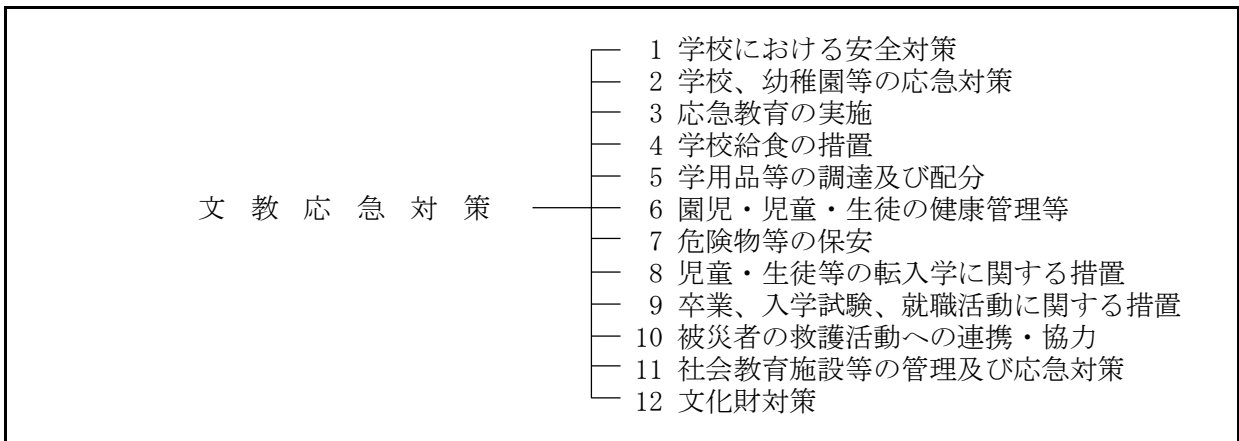 文教応急対策
1 学校における安全対策
2 学校、幼稚園等の応急対策
3 応急教育の実施
4 学校給食の措置
5 学用品等の調達及び配分
6 園児・児童・生徒の健康管理等
7 危険物等の保安
8 児童・生徒等の転入学に関する措置
9 卒業、入学試験、就職活動に関する措置
10 被災者の救護活動への連携・協力
11 社会教育施設等の管理及び応急対策
12 文化財対策